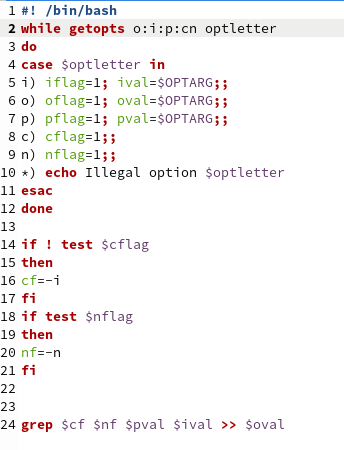 1 #! /bin/bash
2 while getopts o:i:p:cn optletter
3 do
4 case $optletter in
5 i) iflag=1; ival=$OPTARG;;
6 o) oflag=1; oval=$OPTARG;;
7 p) pflag=1; pval=$OPTARG;;
8 c) cflag=1;;
9 n) nflag=1;;
10 *) echo Illegal option $optletter
11 esac
12 done
13
14 if ! test $cflag
15 then
16 cf=-i
17 fi
18 if test $nflag
19 then
20 nf=-n
21 fi
22
23
24 grep $cf $nf $pval $ival >> $oval